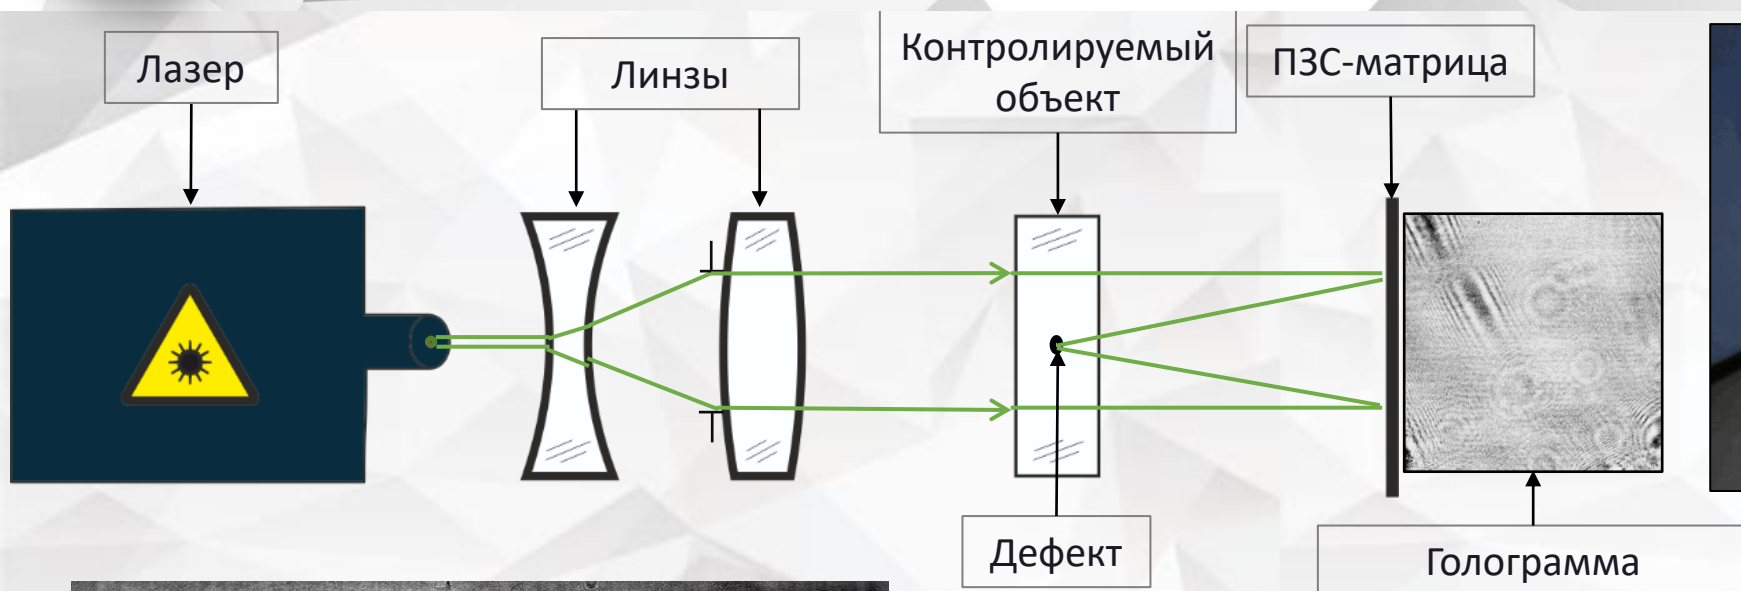 Лазер
Линзы
Контролируемый
объект
ПЗС-матрица
Дефект
Голограмма